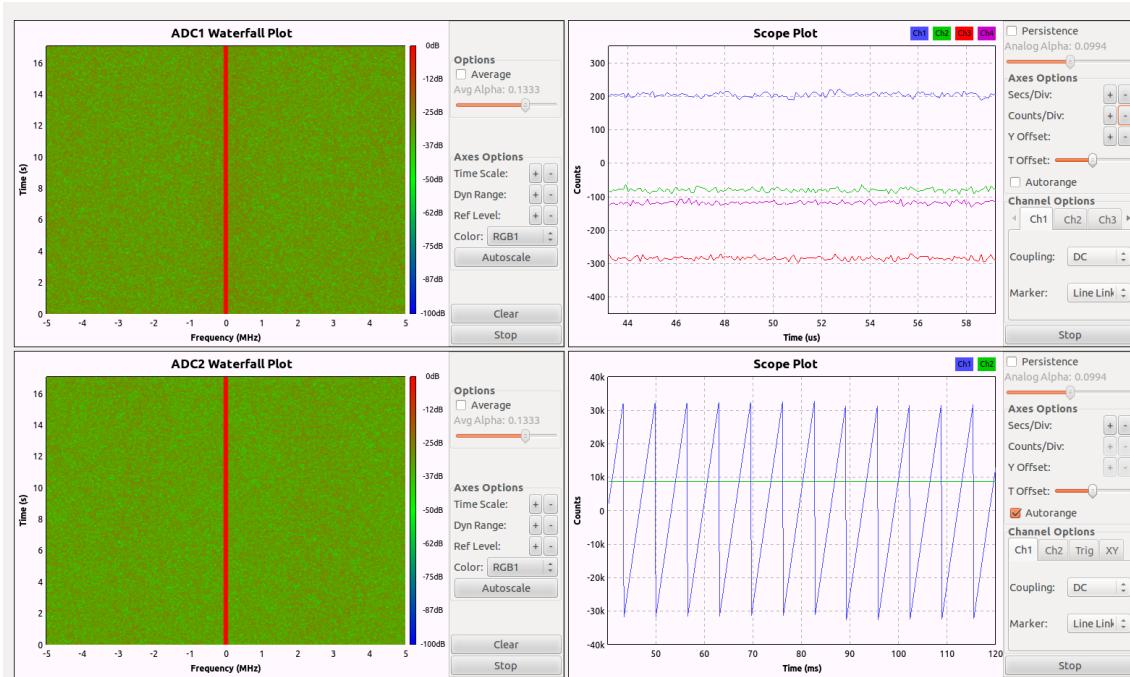 ADC1 Waterfall Plot
16
14
12
10
8
6
4
2
0
Time (s)
-5 -4 -3 -2 -1 0 1 2 3 4 5
Frequency (MHz)
0dB
-12dB
-25dB
-37dB
-50dB
-62dB
-75dB
-87dB
-100dB
Options
Average
Avg Alpha: 0.1333
Axes Options
Time Scale: + -
Dyn Range: + -
Ref Level: + -
Color: RGB1
Autoscale
Clear
Stop
Scope Plot
Ch1 Ch2 Ch3 Ch4
300
200
100
0
-100
-200
-300
-400
Counts
44 46 48 50 52 54 56 58
Time (us)
Persistence
Analog Alpha: 0.0994
Axes Options
Secs/Div: + -
Counts/Div: + -
Y Offset: + -
T Offset:
Autorange
Channel Options
Ch1 Ch2 Ch3
Coupling: DC
Marker: Line Link
Stop
ADC2 Waterfall Plot
16
14
12
10
8
6
4
2
0
Time (s)
-5 -4 -3 -2 -1 0 1 2 3 4 5
Frequency (MHz)
0dB
-12dB
-25dB
-37dB
-50dB
-62dB
-75dB
-87dB
-100dB
Options
Average
Avg Alpha: 0.1333
Axes Options
Time Scale: + -
Dyn Range: + -
Ref Level: + -
Color: RGB1
Autoscale
Clear
Stop
Scope Plot
Ch1 Ch2
40k
30k
20k
10k
0
-10k
-20k
-30k
-40k
Counts
50 60 70 80 90 100 110 120
Time (ms)
Persistence
Analog Alpha: 0.0994
Axes Options
Secs/Div: + -
Counts/Div: + -
Y Offset: + -
T Offset:
Autorange
Channel Options
Ch1 Ch2 Trig XY
Coupling: DC
Marker: Line Link
Stop